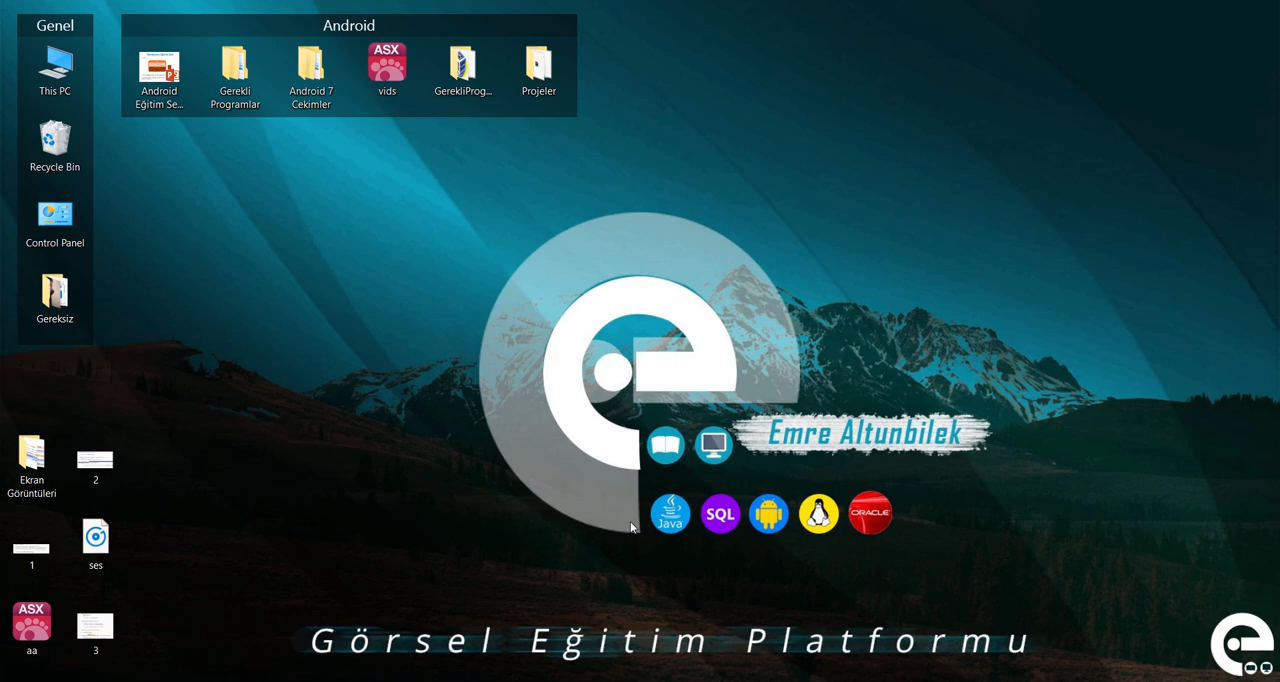 Genel
This PC
Recycle Bin
Control Panel
Gereksiz
Android
ASX
Android
Eğitim Se...
Gerekli
Programlar
Android 7
Cekimler
vids
GerekliProg...
Projeler
Emre Altunbilek
Java
SQL
ORACLE
Ekran
Görüntüleri
2
1
ses
ASX
aa
3
Görsel Eğitim Platformu